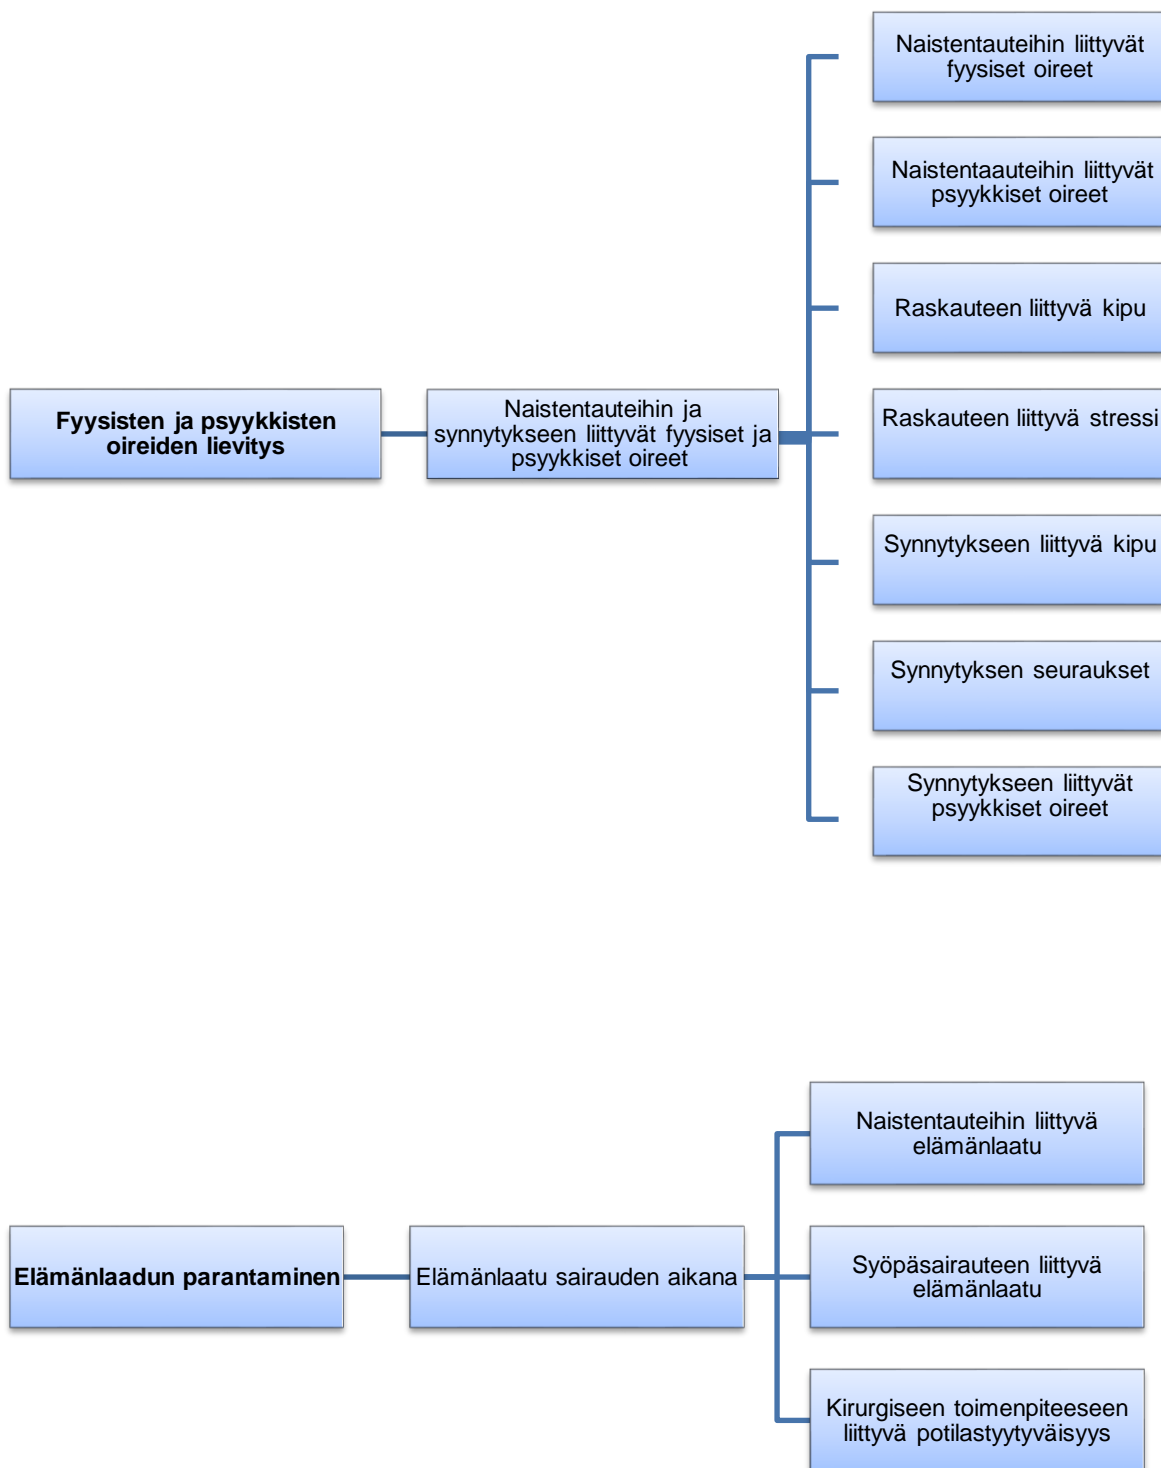 Naistentauteihin liittyvät
fyysiset oireet
Naistentaauteihin liittyvät
psyykkiset oireet
Raskauteen liittyvä kipu
Fyysisten ja psyykkisten
oireiden lievitys
Naistentauteihin ja
synnytykseen liittyvät fyysiset ja
psyykkiset oireet
Raskauteen liittyvä stressi
Synnytykseen liittyvä kipu
Synnytyksen seuraukset
Synnytykseen liittyvät
psyykkiset oireet
Naistentauteihin liittyvä
elämänlaatu
Elämänlaadun parantaminen
Elämänlaatu sairauden aikana
Syöpäsairauteen liittyvä
elämänlaatu
Kirurgiseen toimenpiteeseen
liittyvä potilastyytyväisyys